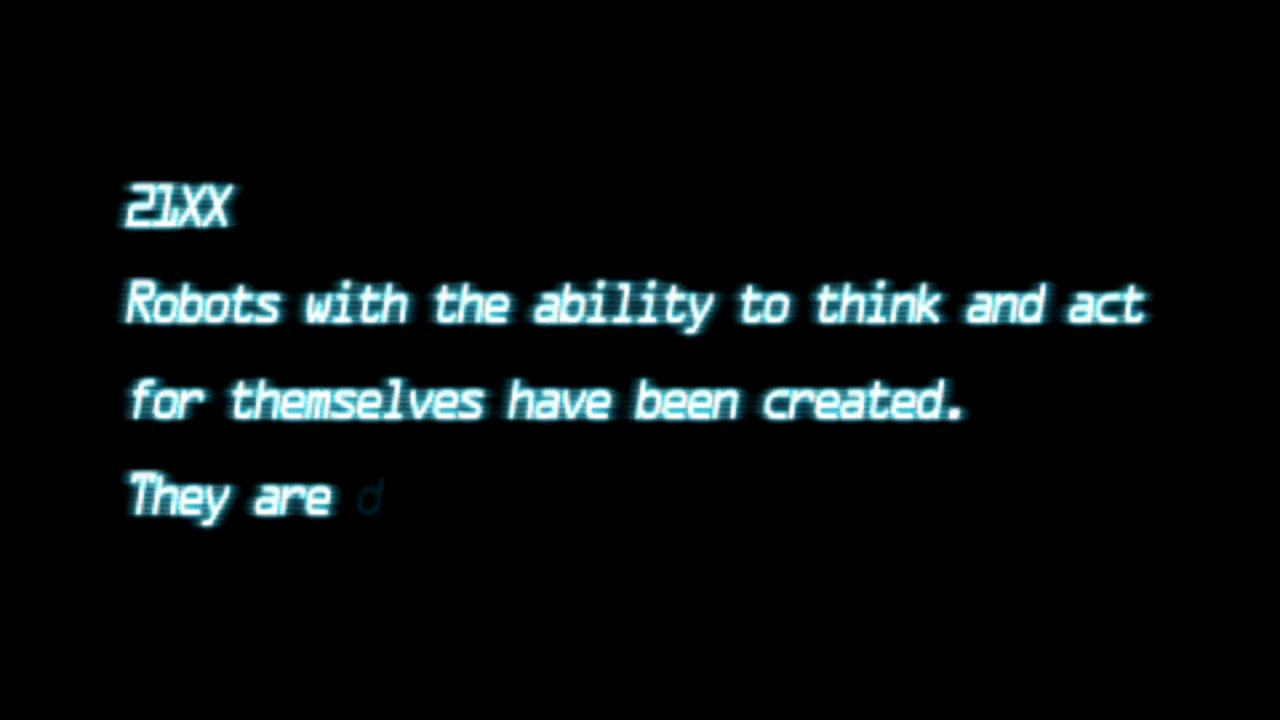 21XX
Robots with the ability to think and act
for themselves have been created.
They are d